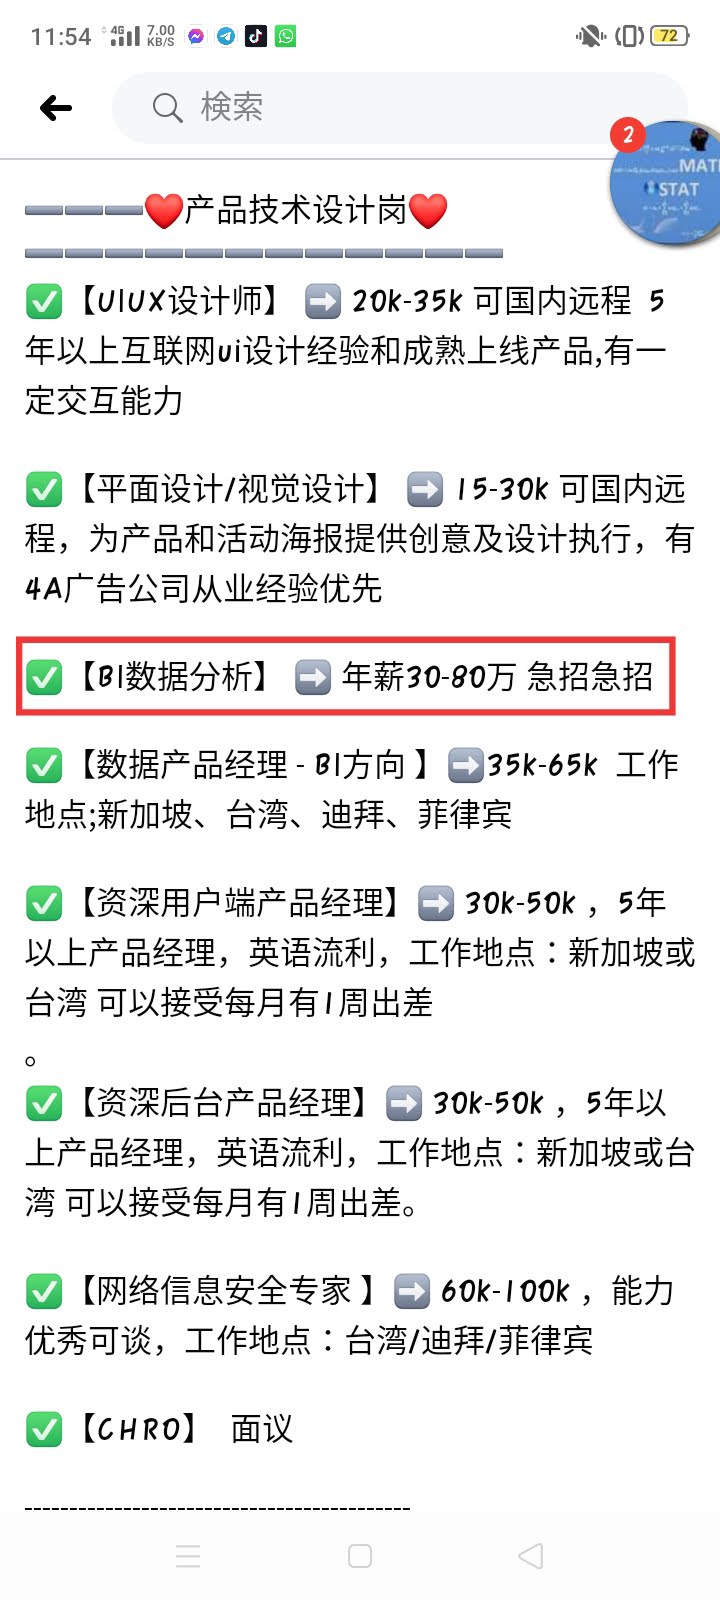 11:54 4G 7.00 KB/S 72
検索
2
MAT
STAT
产品技术设计岗
【UIUX设计师】 20k-35k 可国内远程 5
年以上互联网ui设计经验和成熟上线产品,有一
定交互能力
【平面设计/视觉设计】 15-30k 可国内远
程，为产品和活动海报提供创意及设计执行，有
4A广告公司从业经验优先
【BI数据分析】 年薪30-80万 急招急招
【数据产品经理 - BI方向 】 35k-65k 工作
地点;新加坡、台湾、迪拜、菲律宾
【资深用户端产品经理】 30k-50k ，5年
以上产品经理，英语流利，工作地点：新加坡或
台湾 可以接受每月有1周出差
。
【资深后台产品经理】 30k-50k ，5年以
上产品经理，英语流利，工作地点：新加坡或台
湾 可以接受每月有1周出差。
【网络信息安全专家 】 60k-100k ，能力
优秀可谈，工作地点：台湾/迪拜/菲律宾
【CHRO】 面议
-------------------------------------------